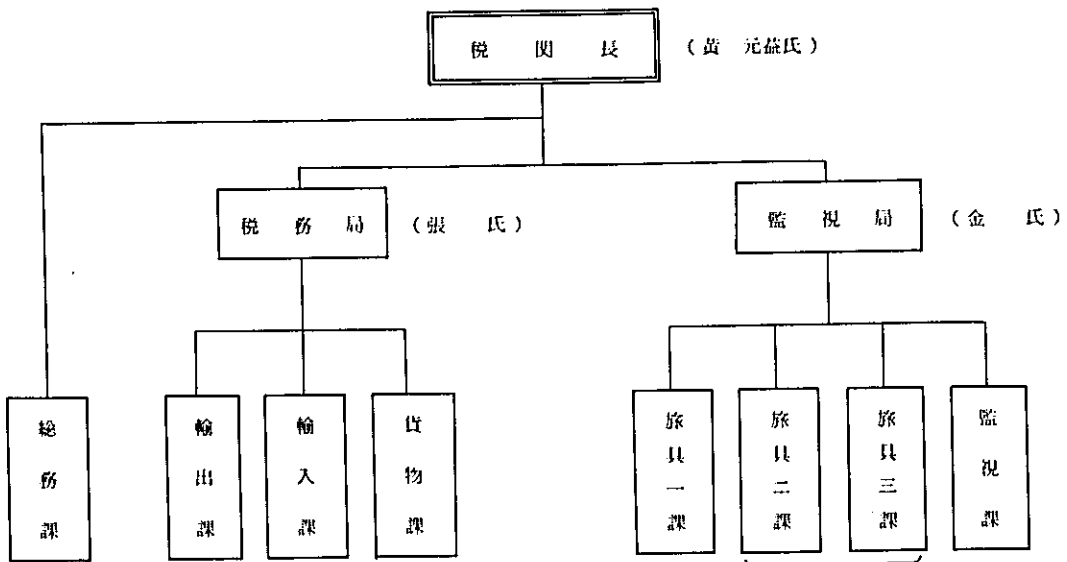 税関長 (黄 元益氏)
税務局 (張 氏)
監視局 (金 氏)
総務課
輸出課
輸入課
貨物課
旅具一課
旅具二課
旅具三課
監視課